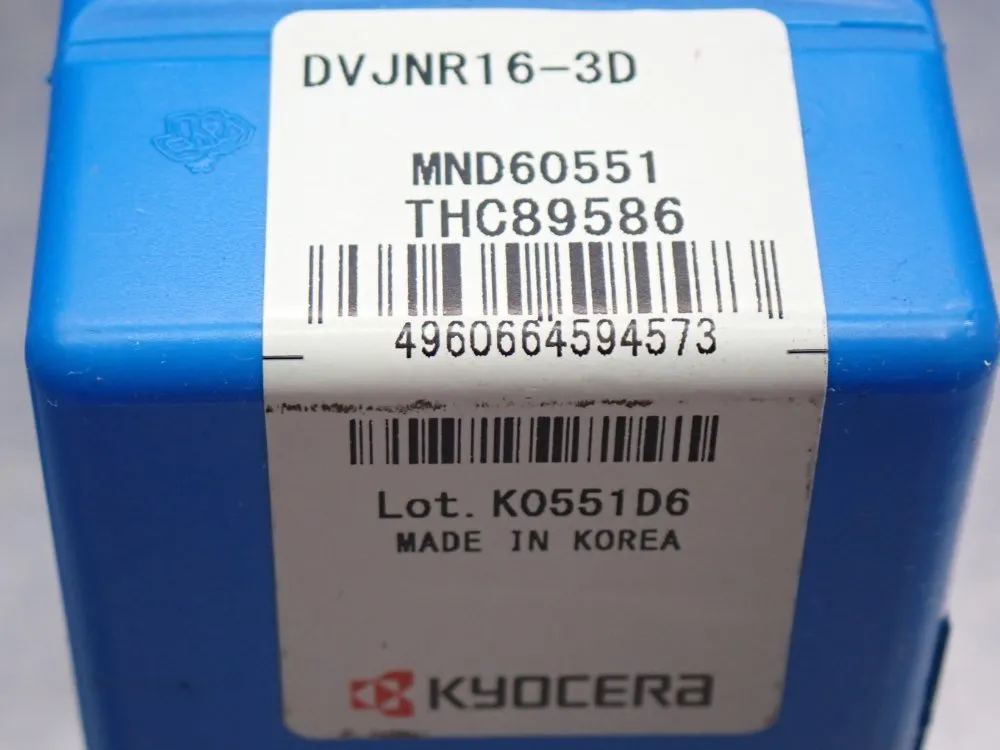 DVJNR16-3D
MND60551
THC89586
4960664594573
Lot. K0551D6
MADE IN KOREA
KYOCERA